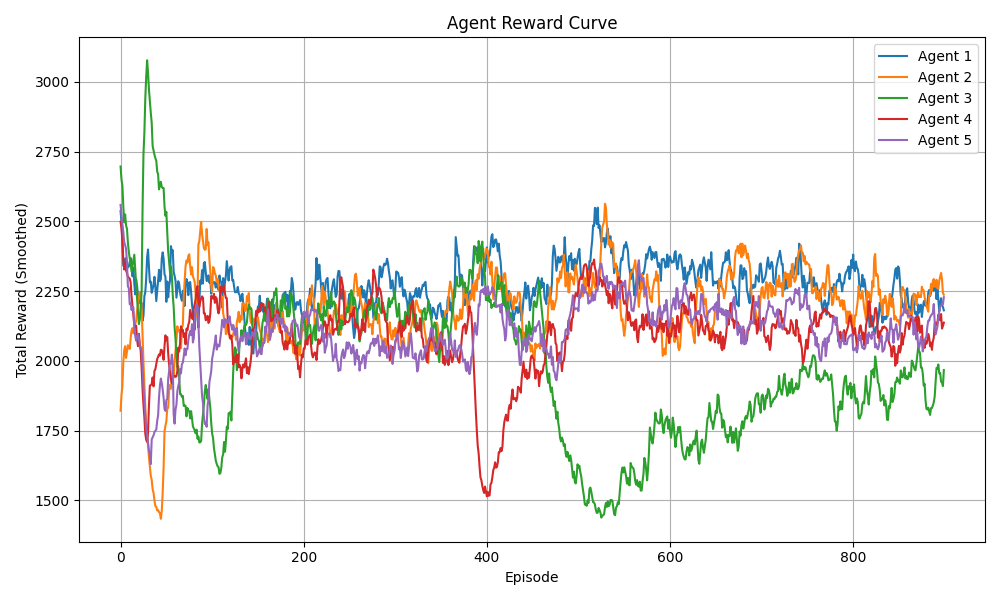 Agent Reward Curve
Total Reward (Smoothed)
3000
2750
2500
2250
2000
1750
1500
0
200
400
600
800
Episode
Agent 1
Agent 2
Agent 3
Agent 4
Agent 5